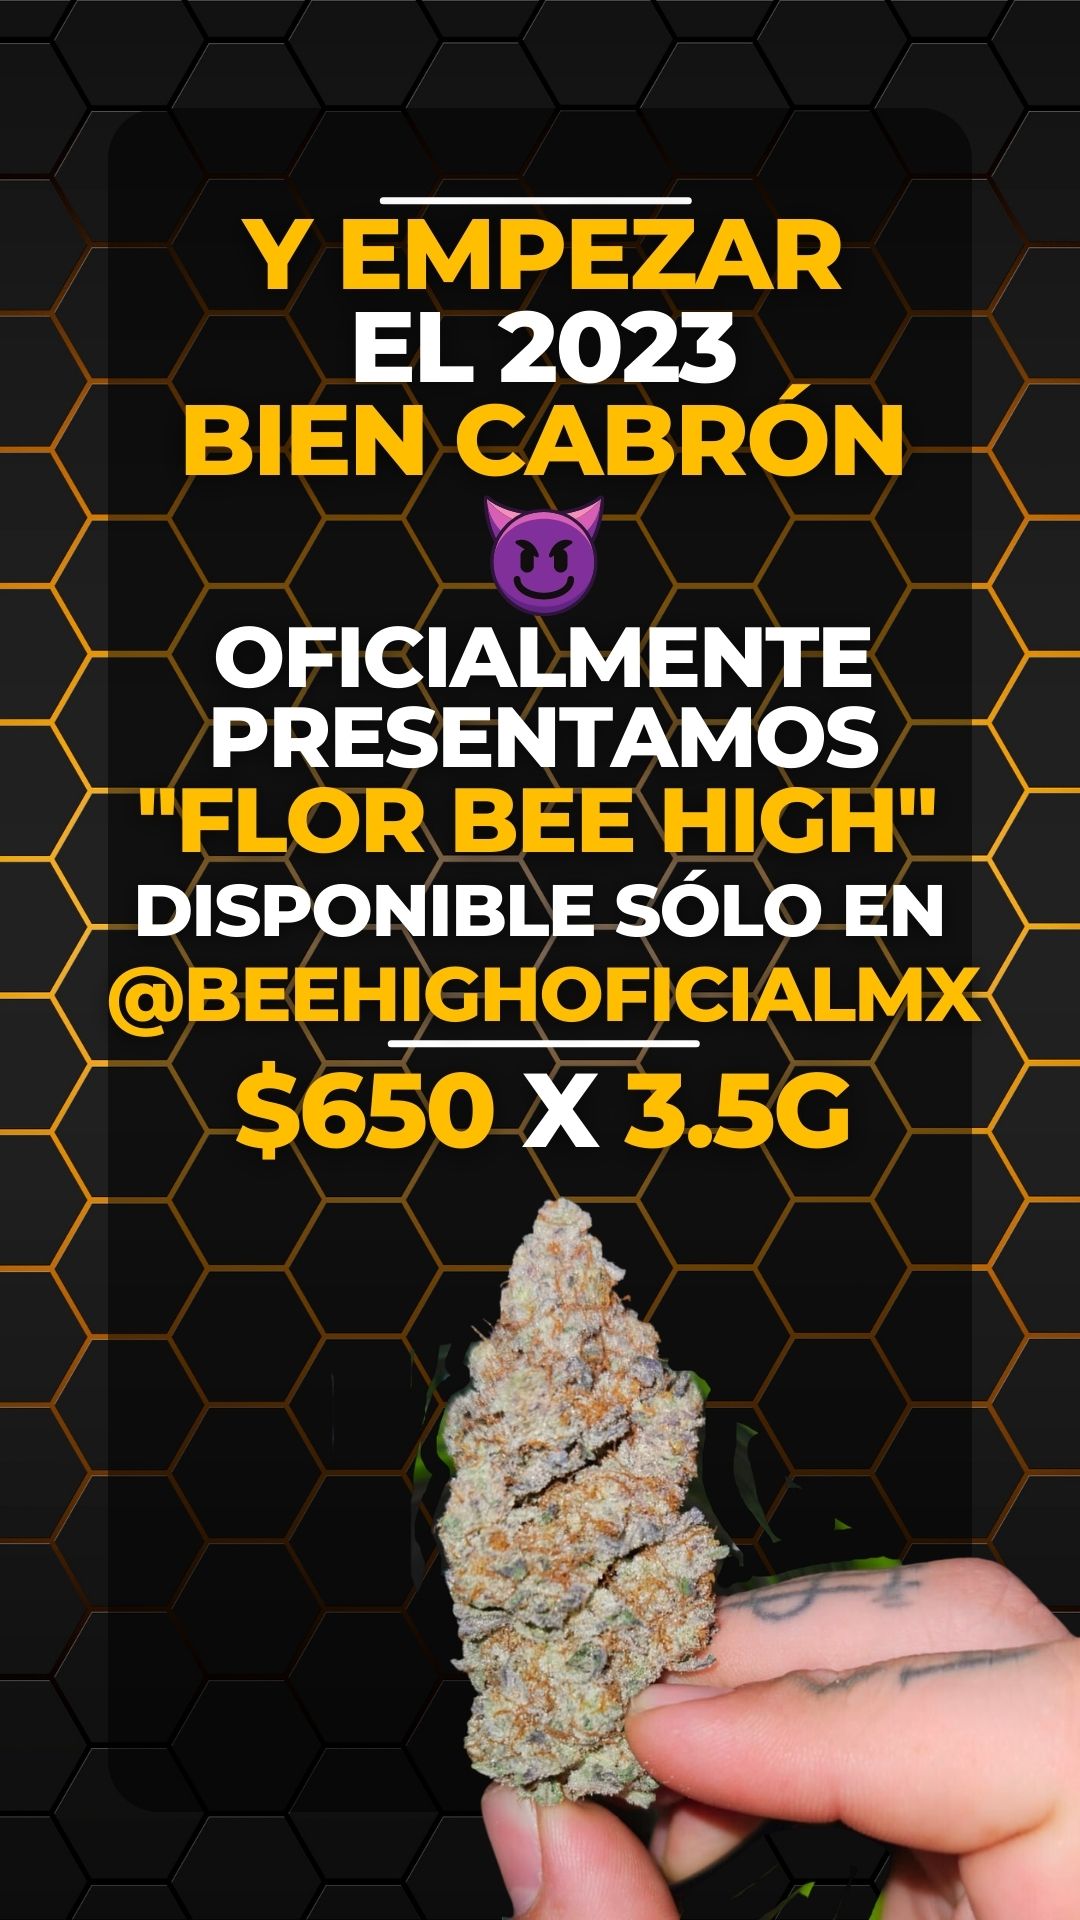 Y EMPEZAR
EL 2023
BIEN CABRÓN
OFICIALMENTE
PRESENTAMOS
"FLOR BEE HIGH"
DISPONIBLE SÓLO EN
@BEEHIGHOFICIALMX
$650 X 3.5G